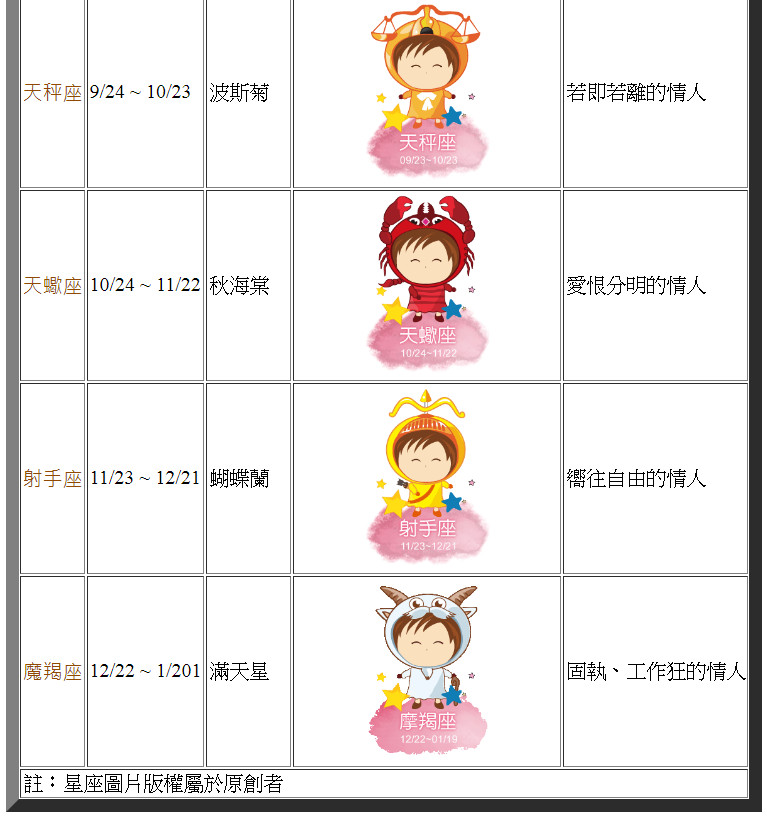 天秤座 9/24 ~ 10/23 波斯菊 天秤座 若即若離的情人
09/23~10/23
天蠍座 10/24 ~ 11/22 秋海棠 天蠍座 愛恨分明的情人
10/24~11/22
射手座 11/23 ~ 12/21 蝴蝶蘭 射手座 嚮往自由的情人
11/23~12/21
魔羯座 12/22 ~ 1/201 滿天星 摩羯座 固執、工作狂的情人
12/22~01/19
註：星座圖片版權屬於原創者